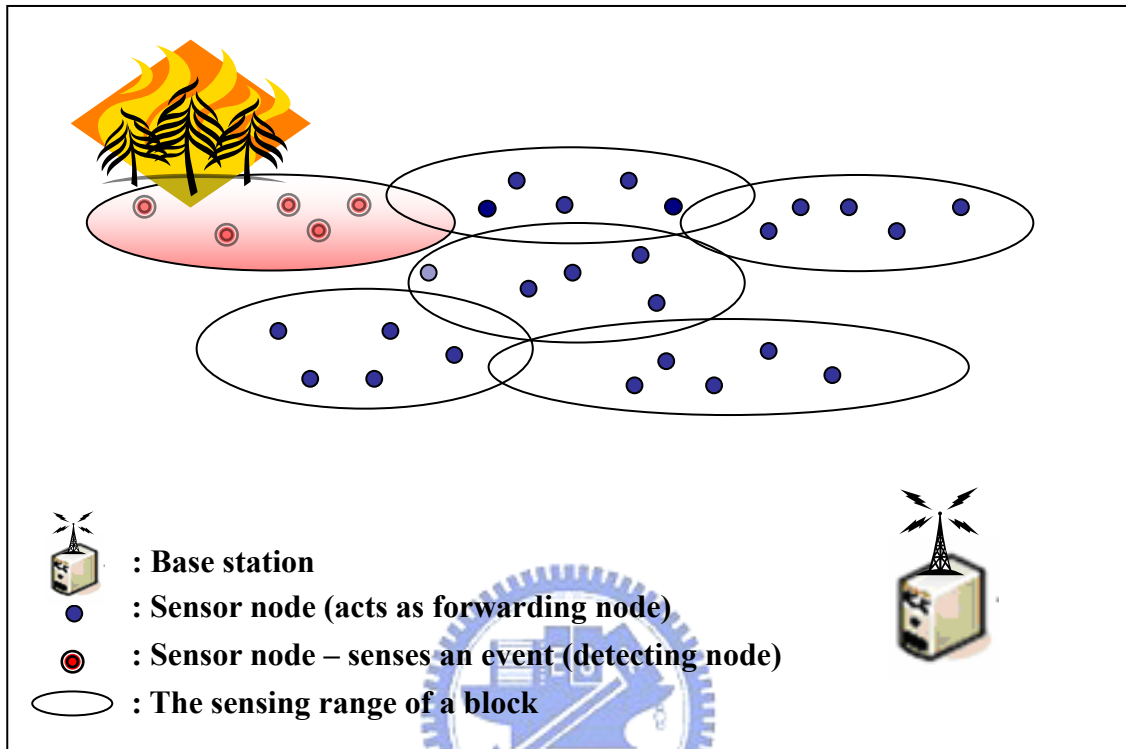 : Base station
: Sensor node (acts as forwarding node)
: Sensor node – senses an event (detecting node)
: The sensing range of a block